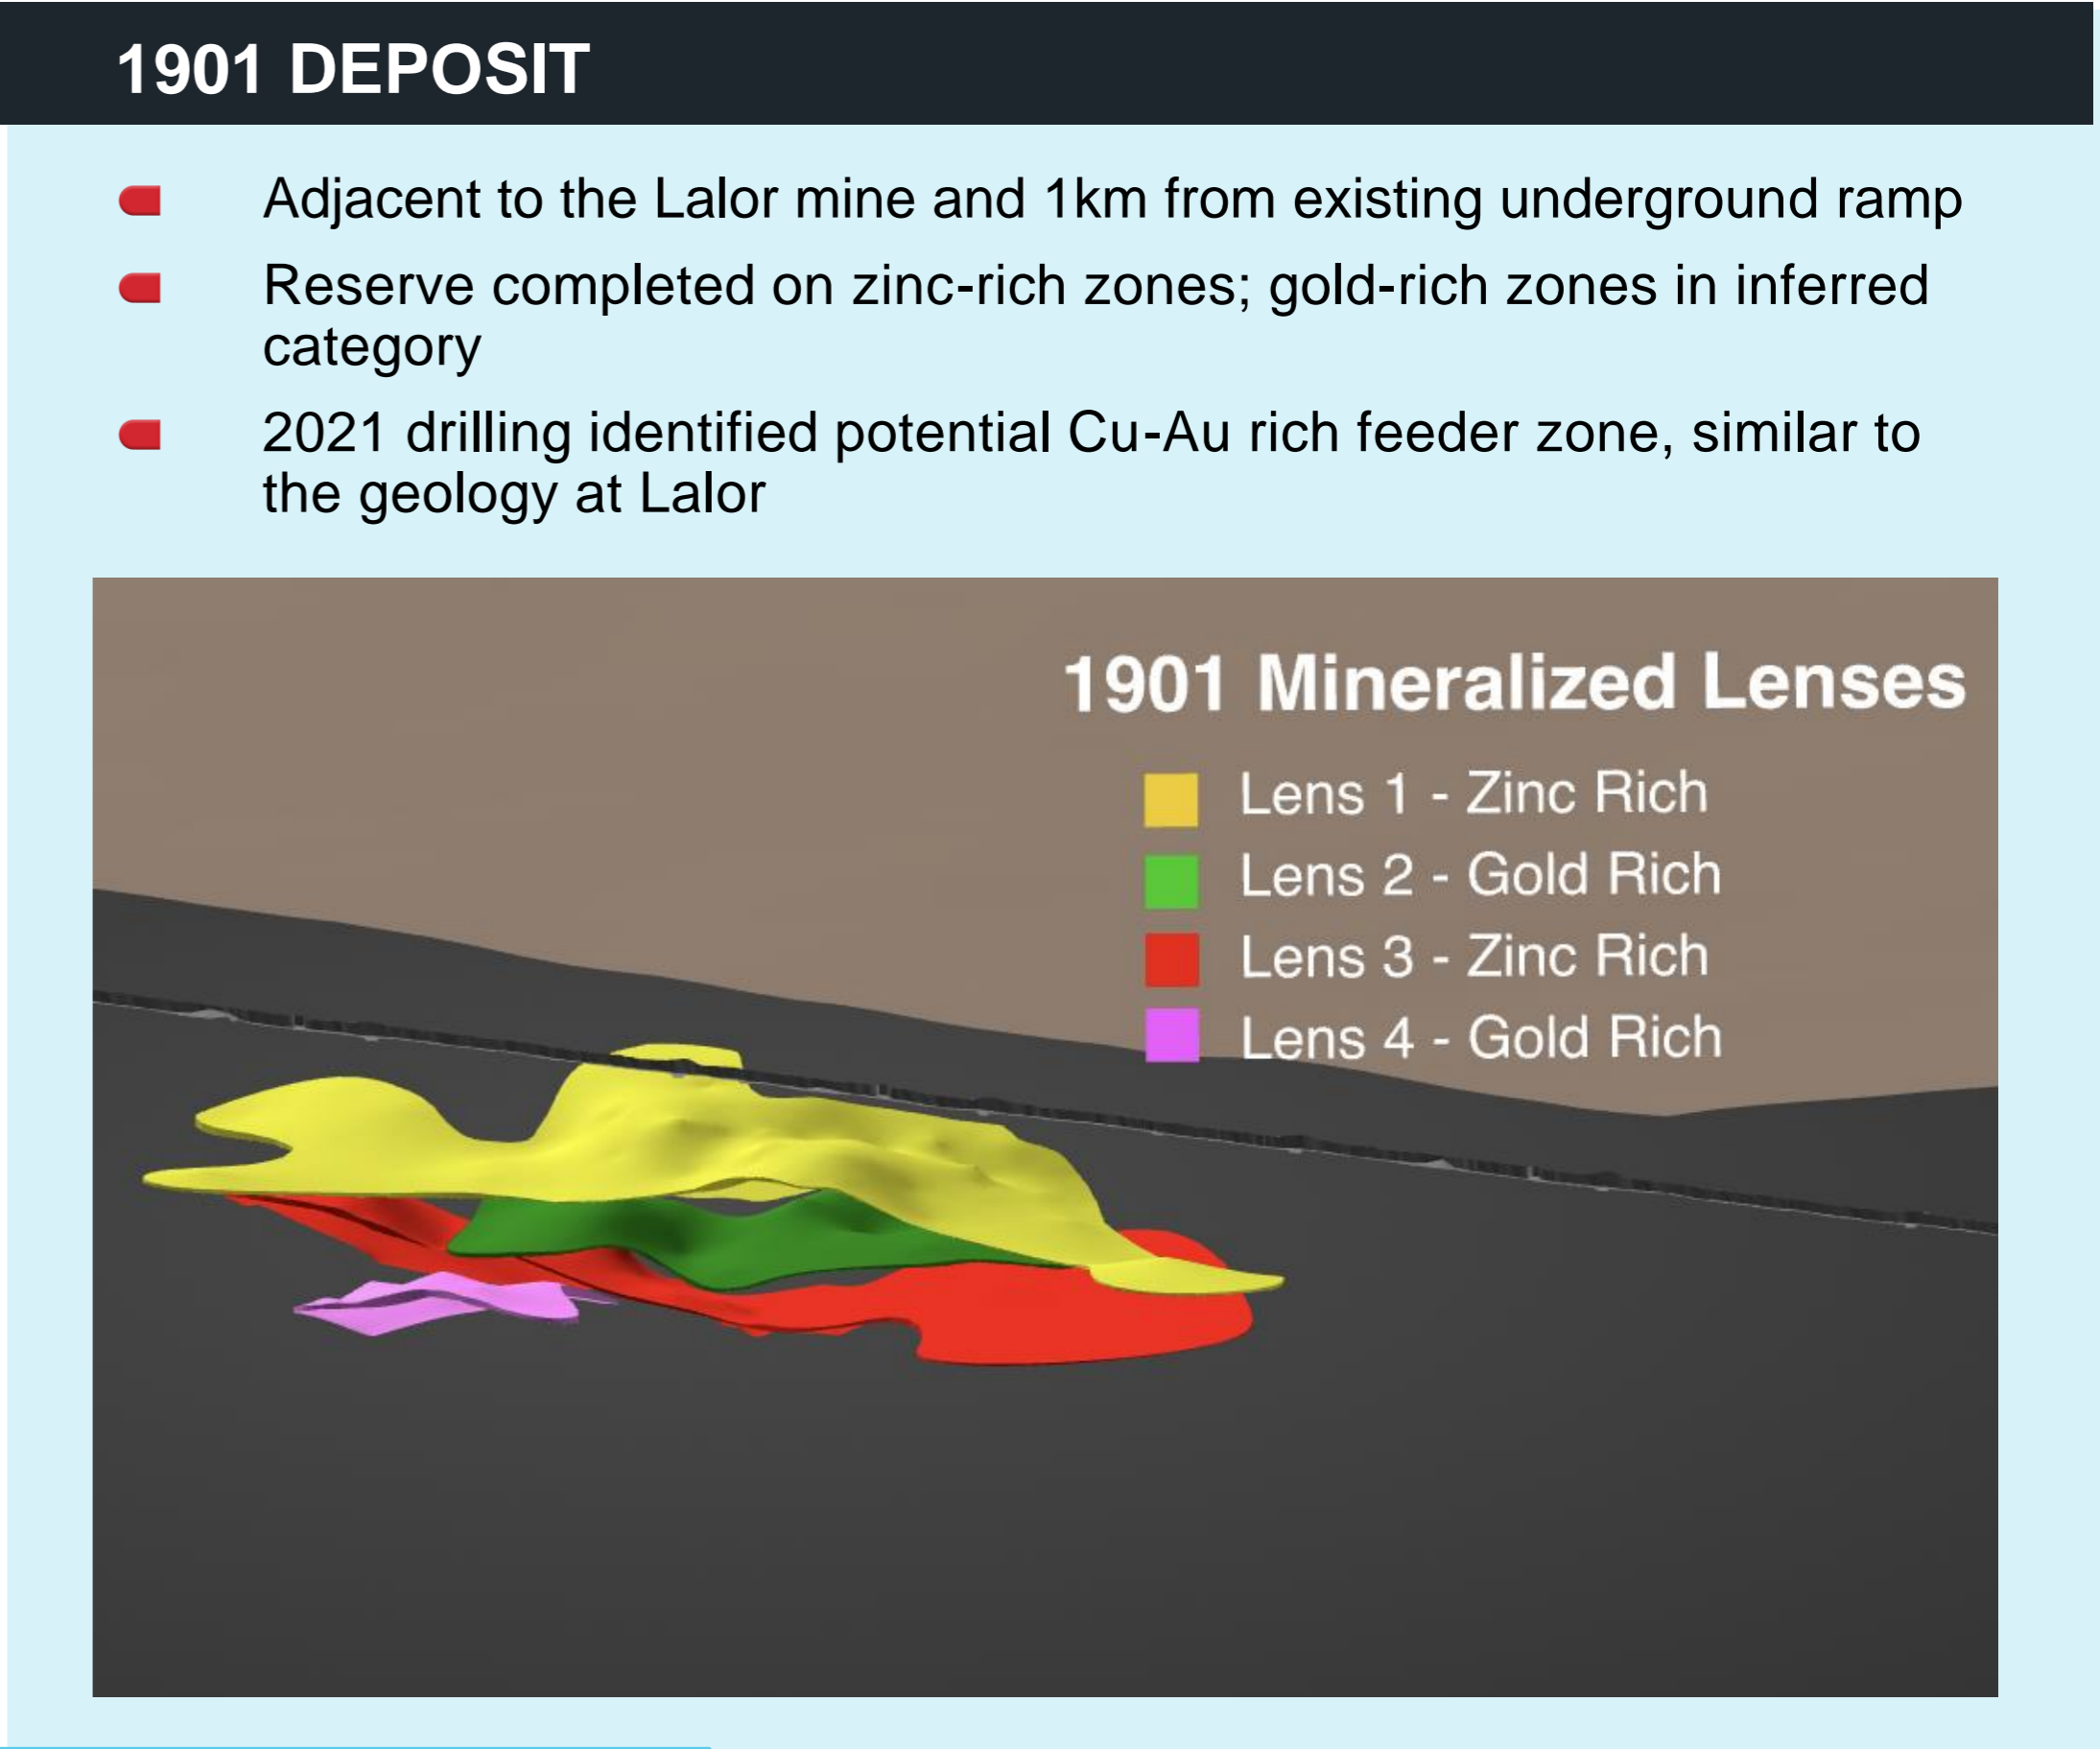 1901 DEPOSIT
Adjacent to the Lalor mine and 1km from existing underground ramp
Reserve completed on zinc-rich zones; gold-rich zones in inferred
category
2021 drilling identified potential Cu-Au rich feeder zone, similar to
the geology at Lalor
1901 Mineralized Lenses
Lens 1 - Zinc Rich
Lens 2 - Gold Rich
Lens 3 - Zinc Rich
Lens 4 - Gold Rich